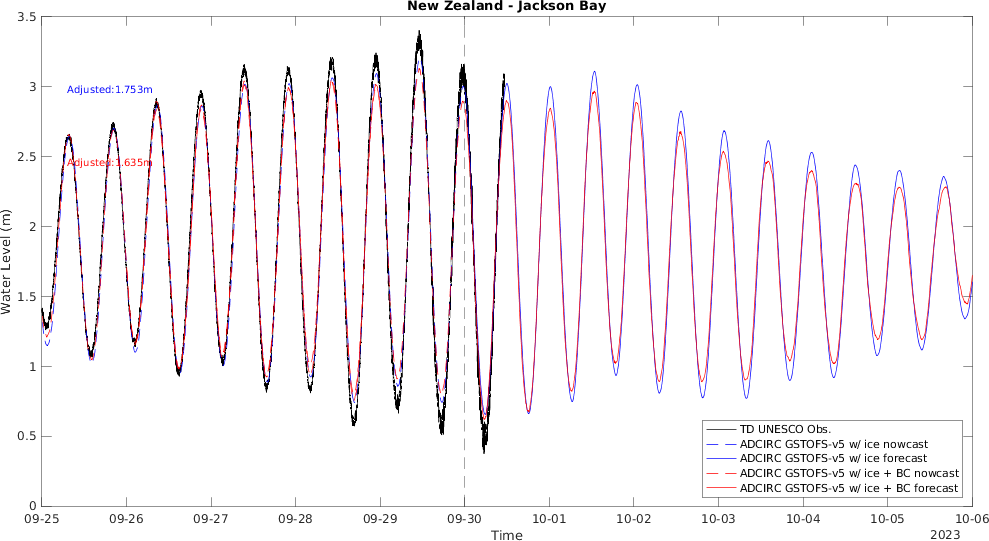 New Zealand - Jackson Bay
Water Level (m)
3.5
3
2.5
2
1.5
1
0.5
0
Adjusted:1.753m
Adjusted:1.635m
TD UNESCO Obs.
ADCIRC GSTOFS-v5 w/ ice nowcast
ADCIRC GSTOFS-v5 w/ ice forecast
ADCIRC GSTOFS-v5 w/ ice + BC nowcast
ADCIRC GSTOFS-v5 w/ ice + BC forecast
09-25 09-26 09-27 09-28 09-29 09-30 10-01 10-02 10-03 10-04 10-05 10-06
Time
2023